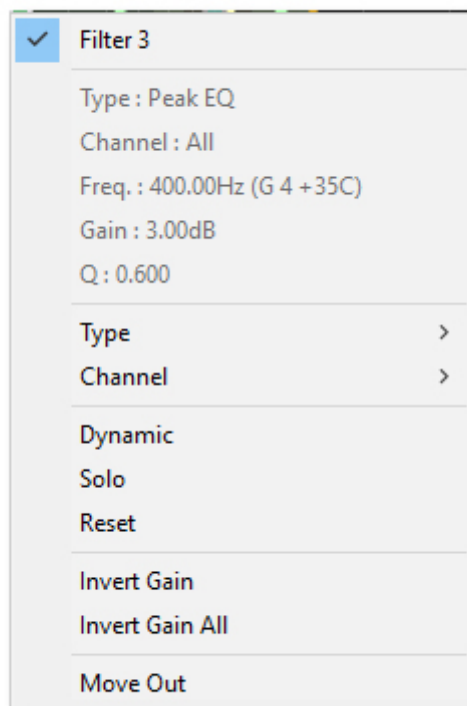 Filter 3
Type : Peak EQ
Channel : All
Freq. : 400.00Hz (G 4 +35C)
Gain : 3.00dB
Q : 0.600
Type
Channel
Dynamic
Solo
Reset
Invert Gain
Invert Gain All
Move Out